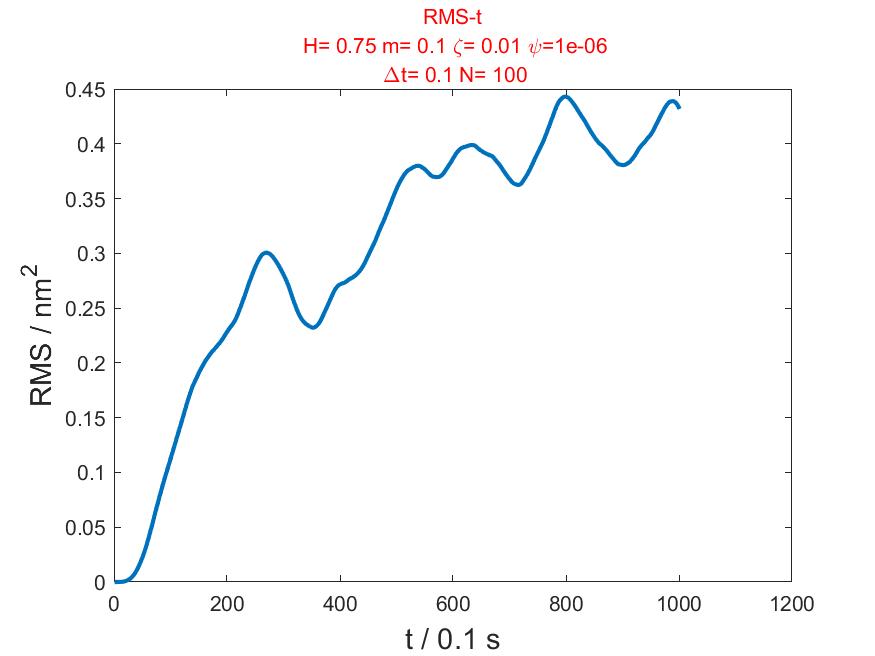 RMS-t
H= 0.75 m= 0.1 ζ= 0.01 ψ=1e-06
Δt= 0.1 N= 100
0.45
0.4
0.35
0.3
0.25
0.2
0.15
0.1
0.05
0
RMS / nm²
0 200 400 600 800 1000 1200
t / 0.1 s